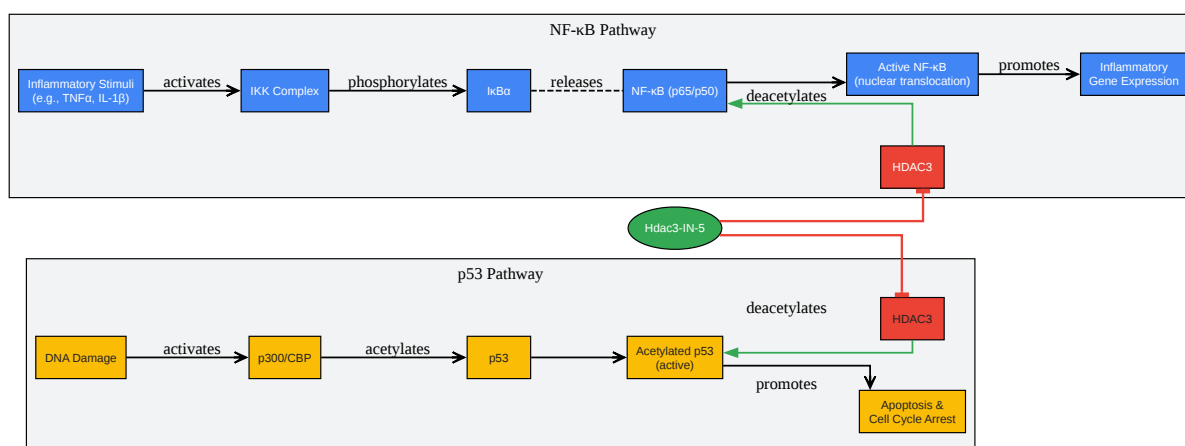 NF-κB Pathway
Inflammatory Stimuli
(e.g., TNFα, IL-1β)
activates
IKK Complex
phosphorylates
IκBα
releases
NF-κB (p65/p50)
deacetylates
Active NF-κB
(nuclear translocation)
promotes
Inflammatory
Gene Expression
HDAC3
Hdac3-IN-5
p53 Pathway
deacetylates
HDAC3
DNA Damage
activates
p300/CBP
acetylates
p53
Acetylated p53
(active)
promotes
Apoptosis &
Cell Cycle Arrest